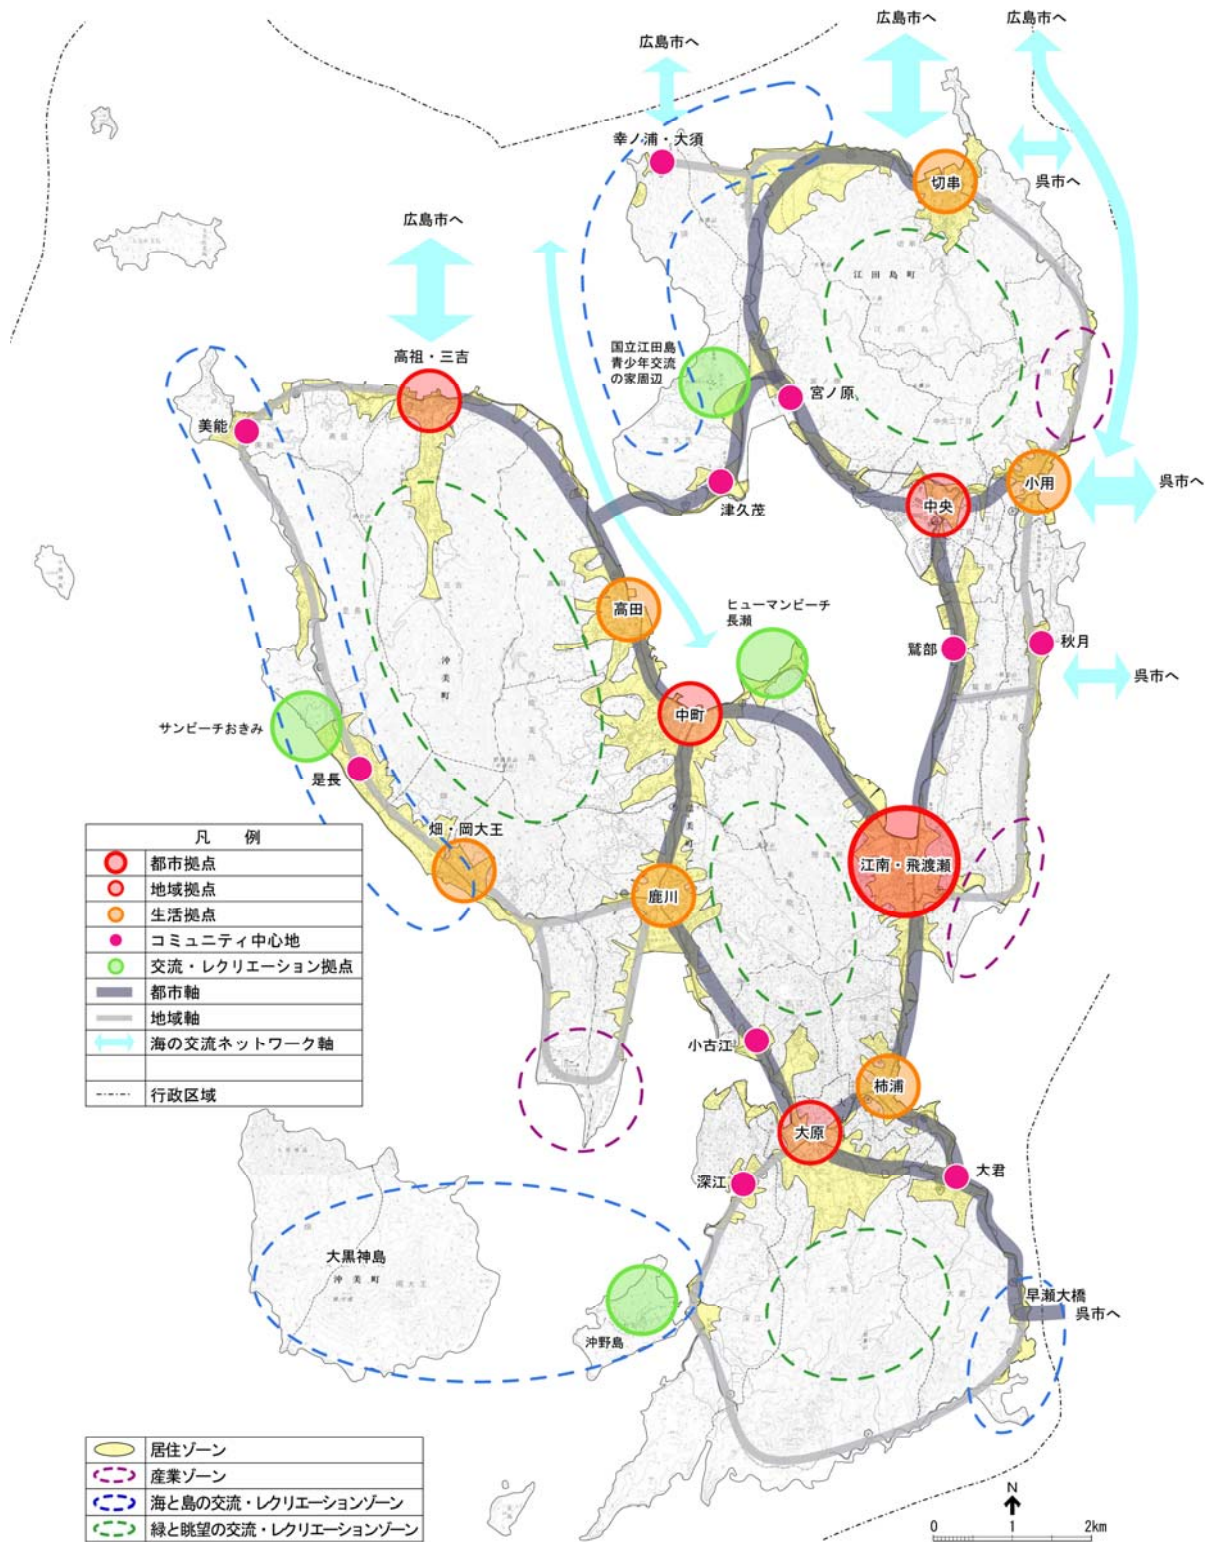 広島市へ
広島市へ
広島市へ
幸ノ浦・大須
切串
呉市へ
広島市へ
江田島町
高祖・三吉
国立江田島
青少年交流
の家周辺
宮ノ原
美能
津久茂
中央
小用
呉市へ
高田
ヒューマンビーチ
長瀬
鷲部
秋月
呉市へ
沖美町
中町
サンビーチおきみ
是長
畑・岡大王
鹿川
江南・飛渡瀬
凡　例
都市拠点
地域拠点
生活拠点
コミュニティ中心地
交流・レクリエーション拠点
都市軸
地域軸
海の交流ネットワーク軸
行政区域
小古江
柿浦
大原
深江
大君
大黒神島
沖美町
沖野島
早瀬大橋
呉市へ
居住ゾーン
産業ゾーン
海と島の交流・レクリエーションゾーン
緑と眺望の交流・レクリエーションゾーン
N
0 1 2km